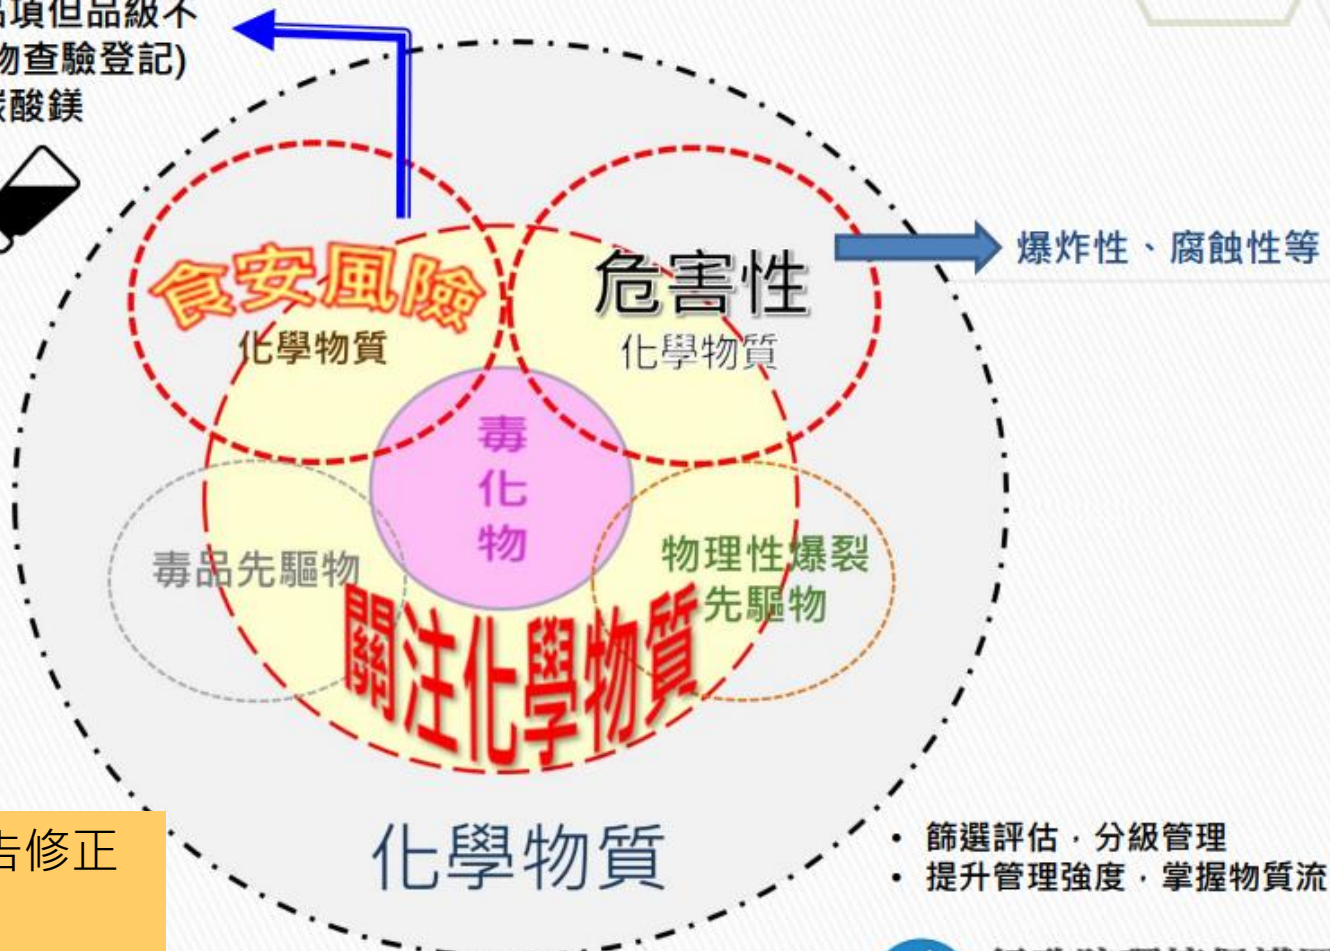 品項但品級不
物查驗登記)
碳酸鎂
食安風險
化學物質
危害性
化學物質
爆炸性、腐蝕性等
毒化物
毒品先驅物
物理性爆裂
先驅物
關注化學物質
化學物質
告修正
• 篩選評估，分級管理
• 提升管理強度，掌握物質流